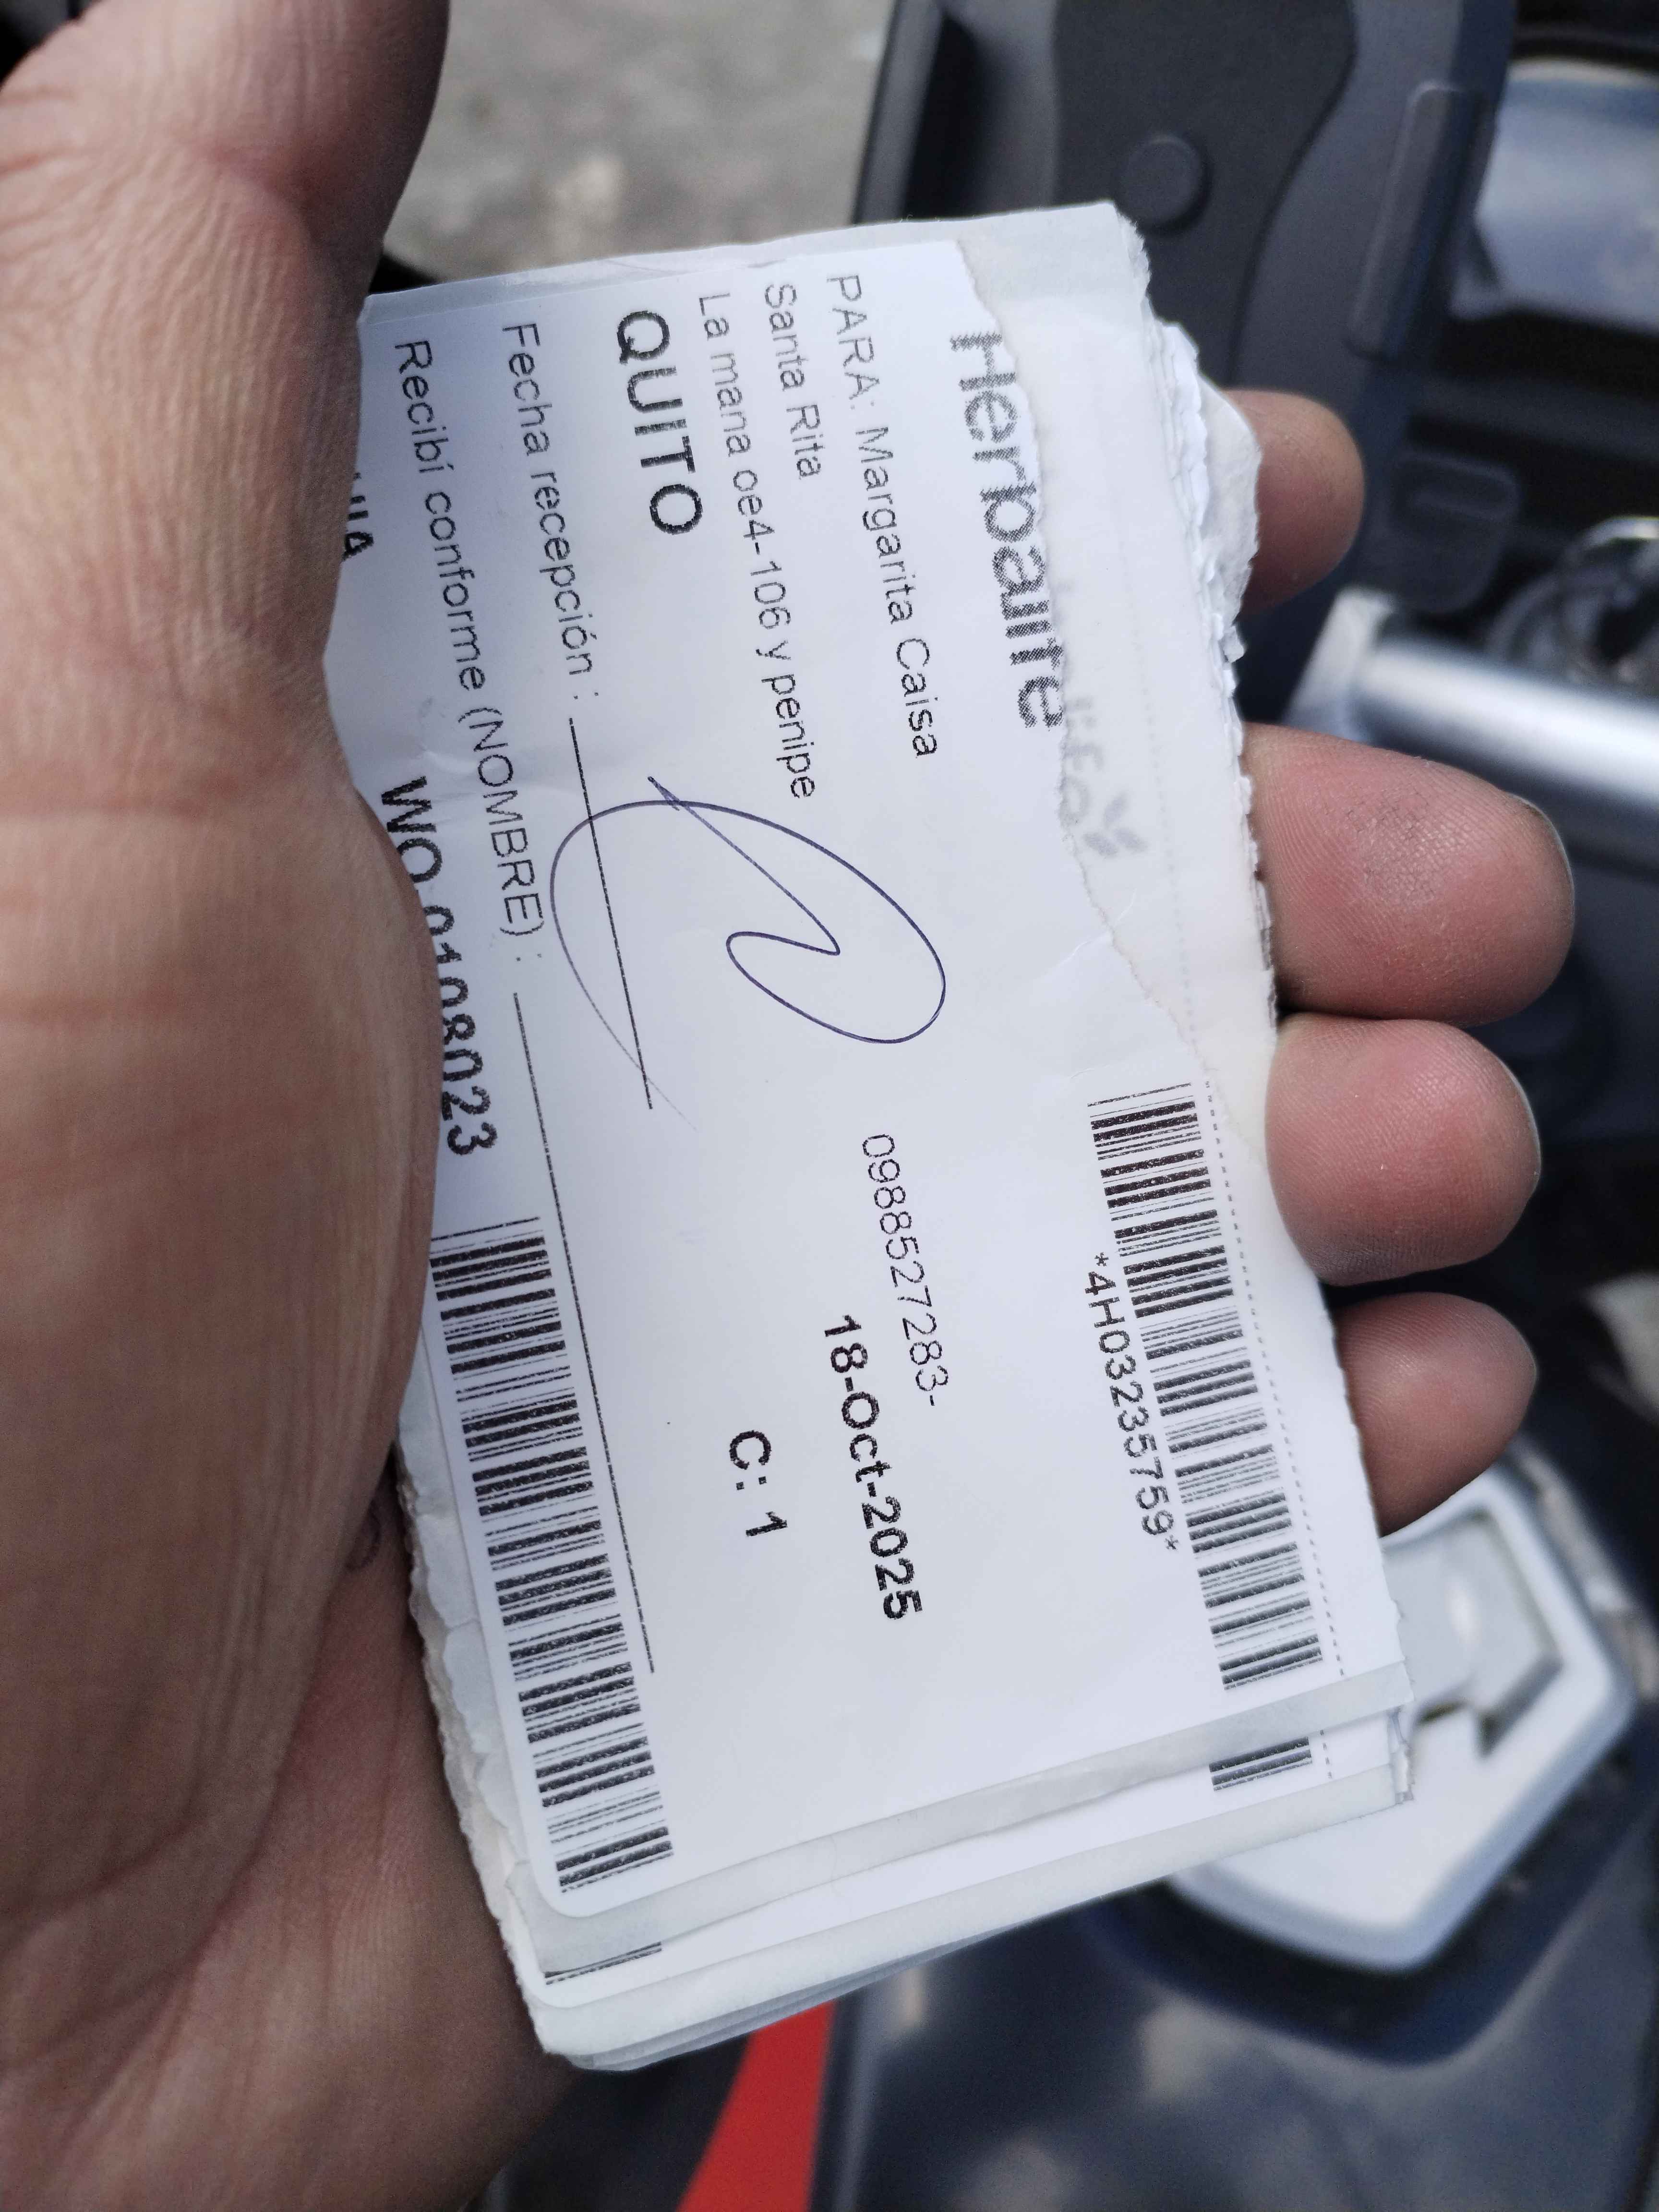 Herbalife
*4H03235759*
PARA: Margarita Caisa 0988527283-
Santa Rita
18-Oct-2025
La mana oe4-106 y penipe
C: 1
QUITO
Fecha recepción :
Recibí conforme (NOMBRE) :